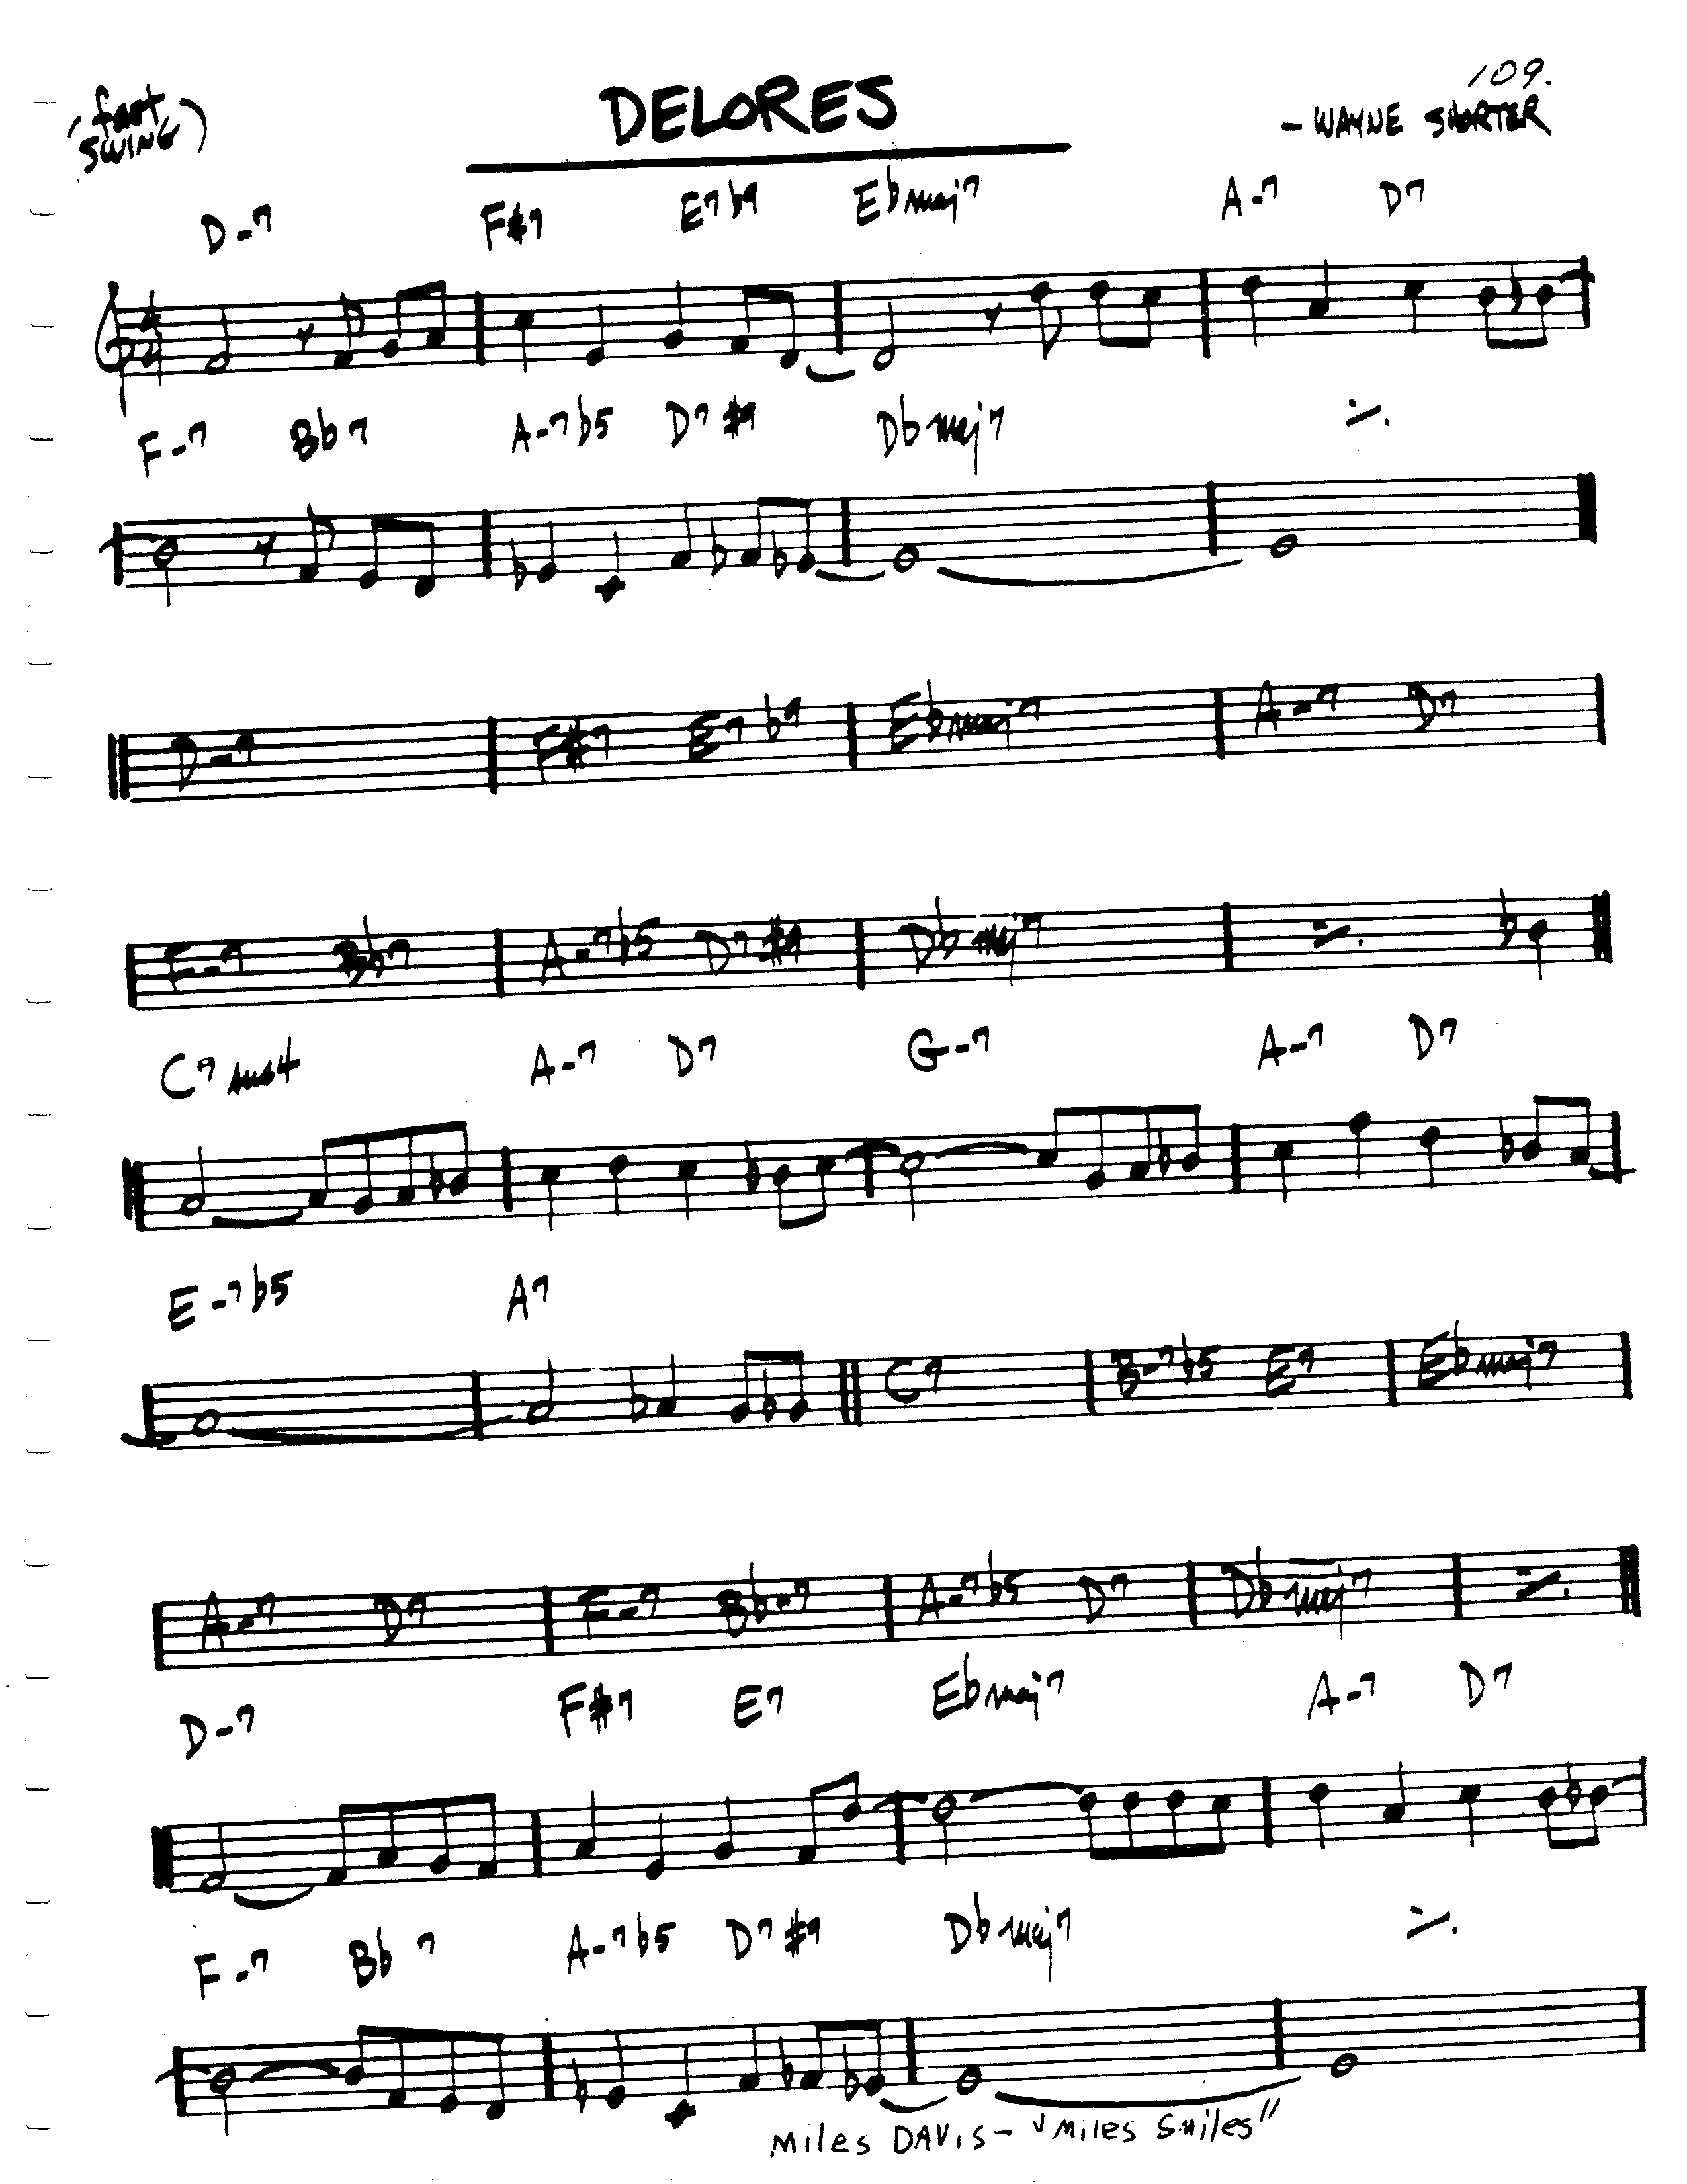 109.
(fast SWING)
DELORES
- WAYNE SHORTER
D-7 F#7 E7b9 Ebmaj7 A-7 D7
F-7 Bb7 A-7b5 D7#9 Dbmaj7 ٪
D-7 F#7 E7b9 Ebmaj7 A-7 D7
F-7 Bb7 A-7b5 D7#9 Dbmaj7 ٪
C7sus4 A-7 D7 G-7 A-7 D7
E-7b5 A7 C7 B-7b5 E7 Ebmaj7
A-7 D7 F-7 Bb-7 A-7b5 D7 Dbmaj7 ٪
D-7 F#7 E7 Ebmaj7 A-7 D7
F-7 Bb7 A-7b5 D7#9 Dbmaj7 ٪
MILES DAVIS - "MILES SMILES"